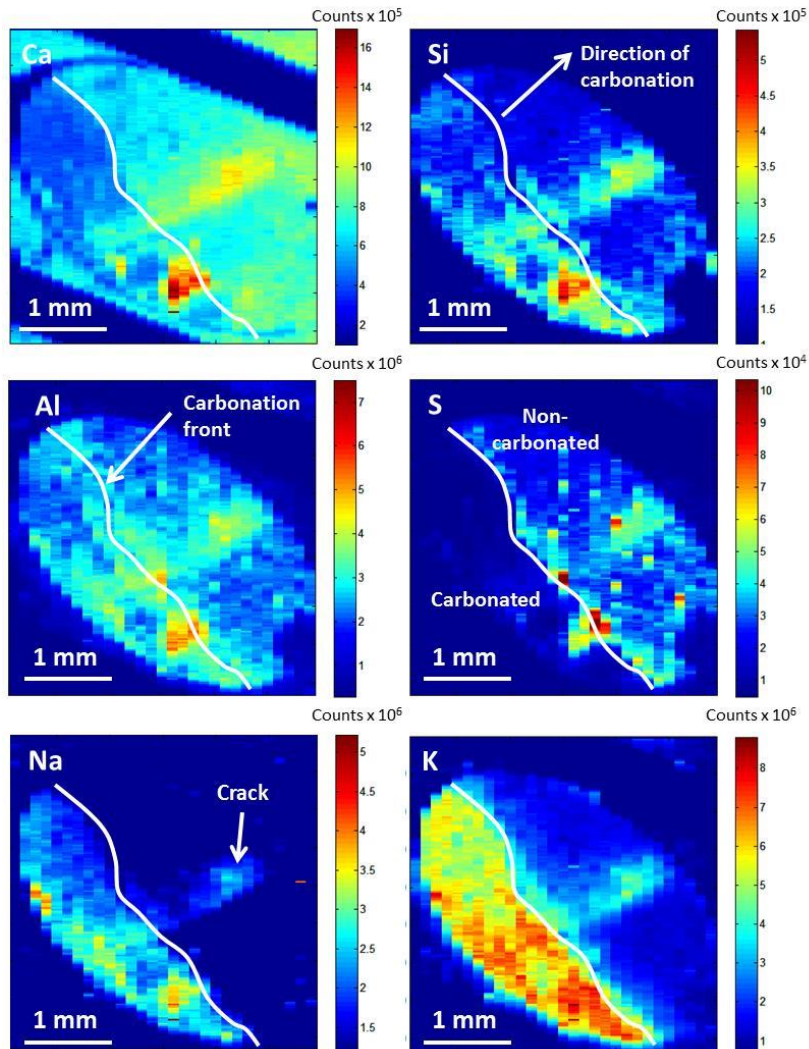 Counts x 10⁵
Ca
16
14
12
10
8
6
4
2
1 mm
Counts x 10⁵
Si
Direction of
carbonation
5
4.5
4
3.5
3
2.5
2
1.5
1
1 mm
Counts x 10⁶
Al
Carbonation
front
7
6
5
4
3
2
1
1 mm
Counts x 10⁴
S
Non-
carbonated
Carbonated
10
9
8
7
6
5
4
3
2
1
1 mm
Counts x 10⁶
Na
Crack
5
4.5
4
3.5
3
2.5
2
1.5
1 mm
Counts x 10⁶
K
8
7
6
5
4
3
2
1
1 mm